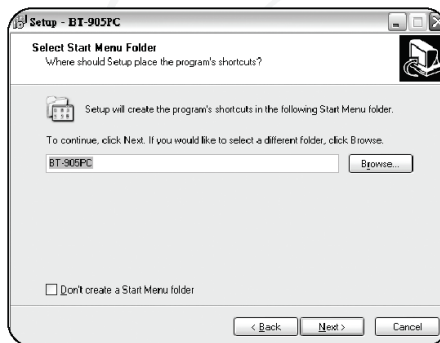 Setup - BT-905PC
Select Start Menu Folder
Where should Setup place the program's shortcuts?
Setup will create the program's shortcuts in the following Start Menu folder.
To continue, click Next. If you would like to select a different folder, click Browse.
BT-905PC
Browse...
Don't create a Start Menu folder
< Back
Next >
Cancel